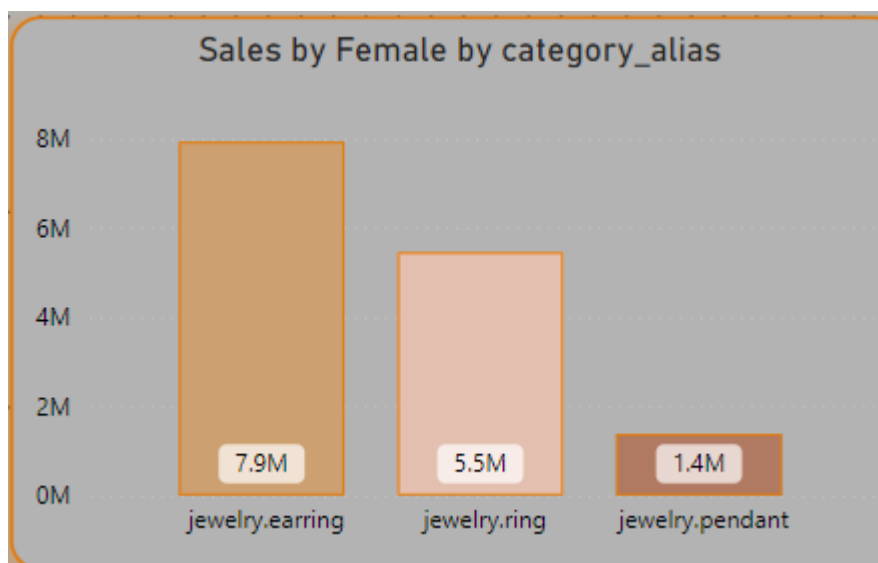 Sales by Female by category_alias
8M
6M
4M
2M
0M
7.9M 5.5M 1.4M
jewelry.earring jewelry.ring jewelry.pendant